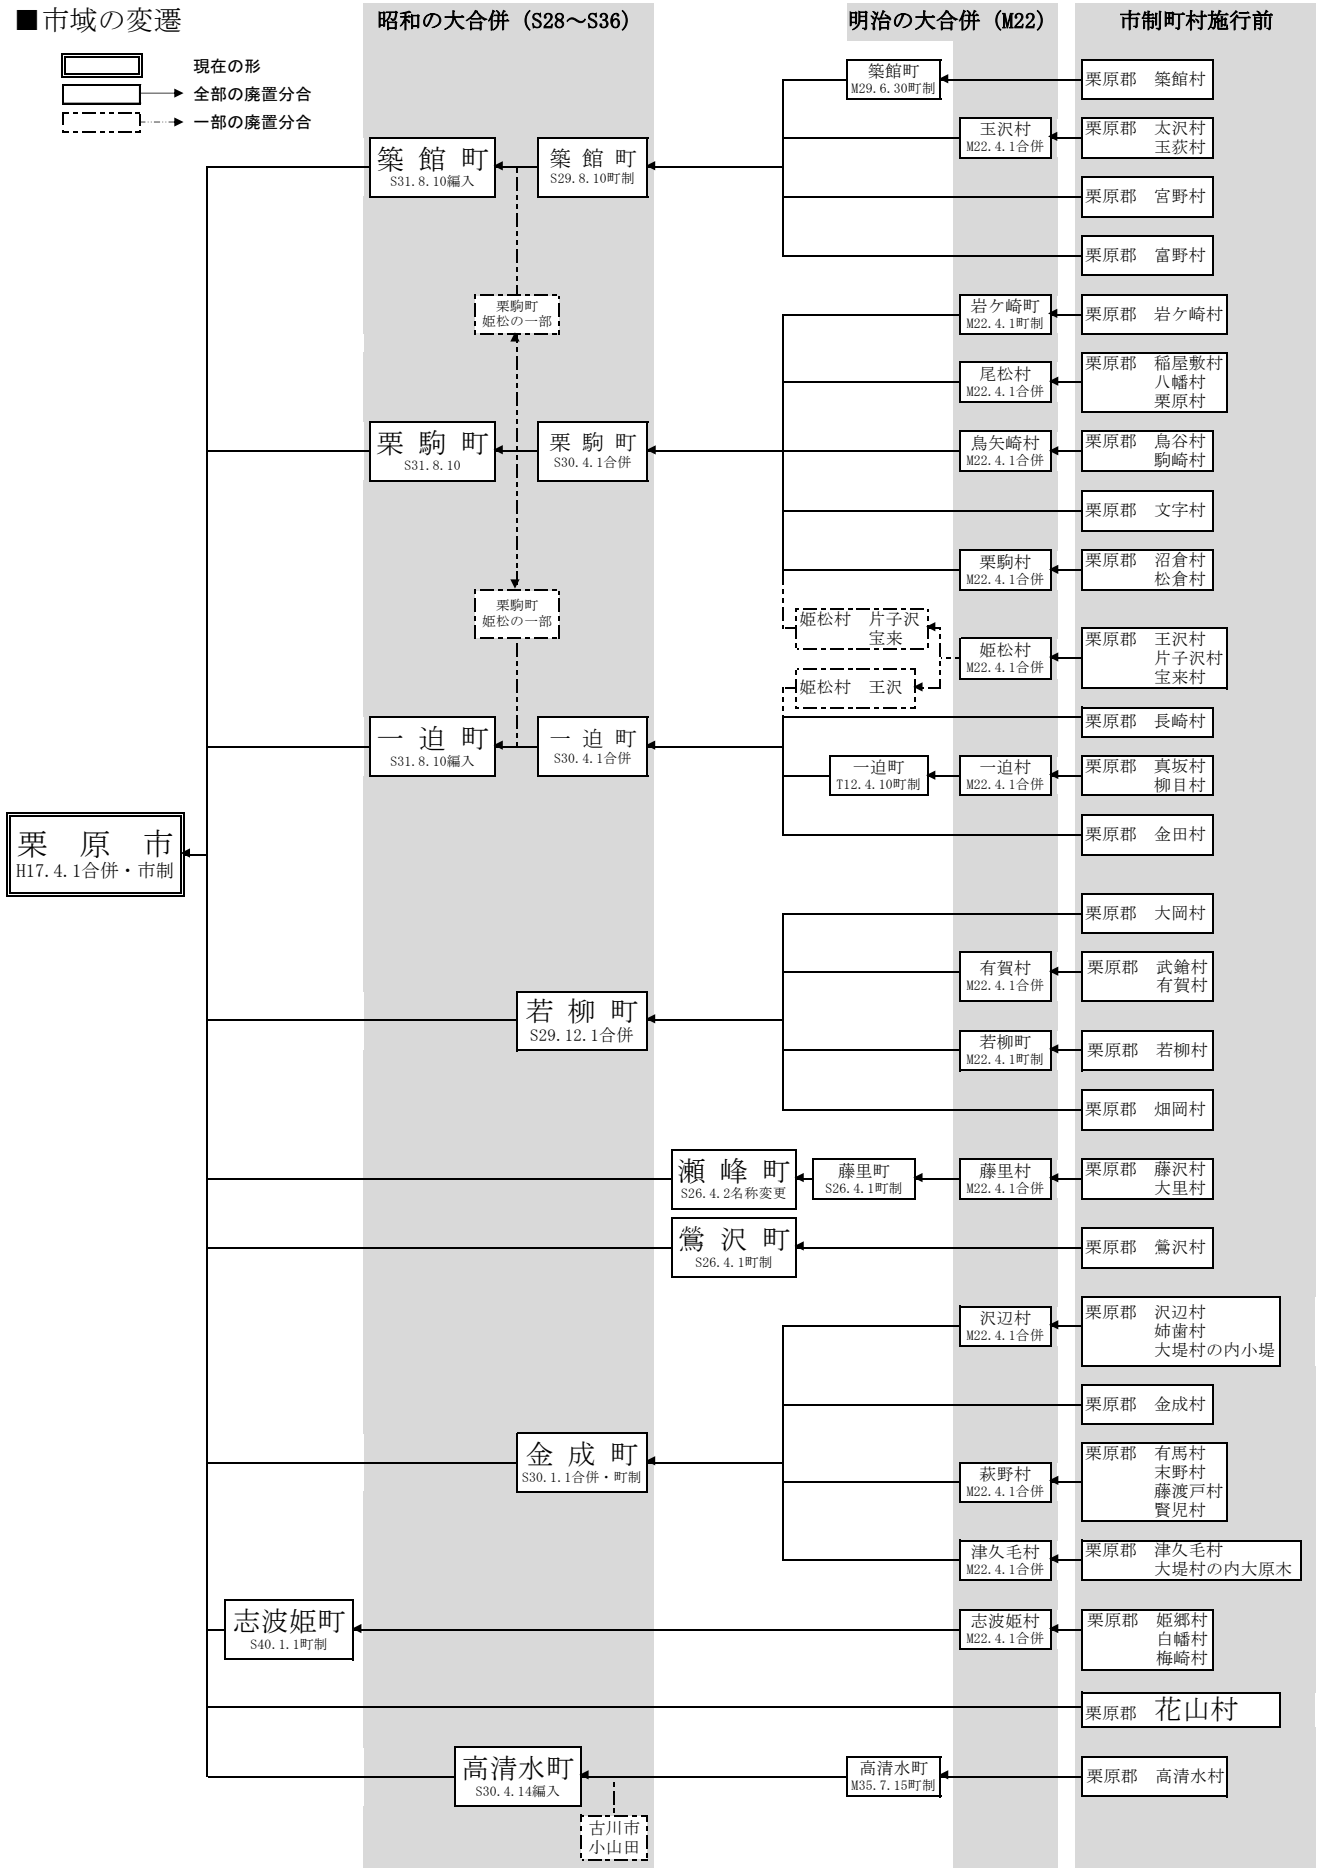 ■市域の変遷
昭和の大合併（S28～S36）
明治の大合併（M22）
市制町村施行前
現在の形
全部の廃置分合
一部の廃置分合
築館町
M29.6.30町制
栗原郡　築館村
玉沢村
M22.4.1合併
栗原郡　太沢村
玉荻村
築館町
S31.8.10編入
築館町
S29.8.10町制
栗原郡　宮野村
栗原郡　富野村
栗駒町
姫松の一部
岩ケ崎町
M22.4.1町制
栗原郡　岩ケ崎村
尾松村
M22.4.1合併
栗原郡　稲屋敷村
八幡村
栗原村
栗駒町
S31.8.10
栗駒町
S30.4.1合併
鳥矢崎村
M22.4.1合併
栗原郡　鳥谷村
駒崎村
栗原郡　文字村
栗駒村
M22.4.1合併
栗原郡　沼倉村
松倉村
栗駒町
姫松の一部
姫松村　片子沢
宝来
姫松村
M22.4.1合併
栗原郡　王沢村
片子沢村
宝来村
姫松村　王沢
栗原郡　長崎村
一迫町
S31.8.10編入
一迫町
S30.4.1合併
一迫町
T12.4.10町制
一迫村
M22.4.1合併
栗原郡　真坂村
柳目村
栗原郡　金田村
栗原市
H17.4.1合併・市制
栗原郡　大岡村
有賀村
M22.4.1合併
栗原郡　武鎗村
有賀村
若柳町
S29.12.1合併
若柳町
M22.4.1町制
栗原郡　若柳村
栗原郡　畑岡村
瀬峰町
S26.4.2名称変更
藤里町
S26.4.1町制
藤里村
M22.4.1合併
栗原郡　藤沢村
大里村
鶯沢町
S26.4.1町制
栗原郡　鶯沢村
沢辺村
M22.4.1合併
栗原郡　沢辺村
姉歯村
大堤村の内小堤
栗原郡　金成村
金成町
S30.1.1合併・町制
萩野村
M22.4.1合併
栗原郡　有馬村
末野村
藤渡戸村
賢児村
津久毛村
M22.4.1合併
栗原郡　津久毛村
大堤村の内大原木
志波姫町
S40.1.1町制
志波姫村
M22.4.1合併
栗原郡　姫郷村
白幡村
梅崎村
栗原郡　花山村
高清水町
S30.4.14編入
高清水町
M35.7.15町制
栗原郡　高清水村
古川市
小山田